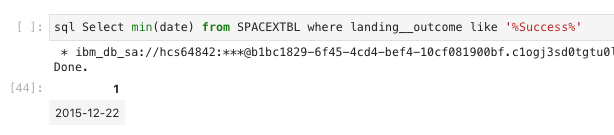 [ ]: sql Select min(date) from SPACEXTBL where landing__outcome like '%Success%'
* ibm_db_sa://hcs64842:***@b1bc1829-6f45-4cd4-bef4-10cf081900bf.c1ogj3sd0tgtu0l
Done.
[44]: 1
2015-12-22